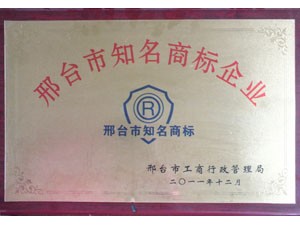 邢台市知名商标企业
R
邢台市知名商标
邢台市工商行政管理局
二〇一一年十二月